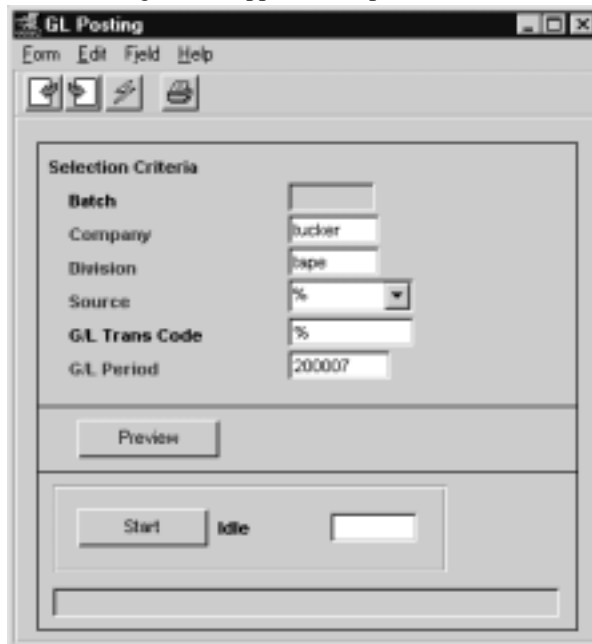 GL Posting
Form Edit Field Help
Selection Criteria
Batch
Company tucker
Division tape
Source %
G/L Trans Code %
G/L Period 200007
Preview
Start Idle